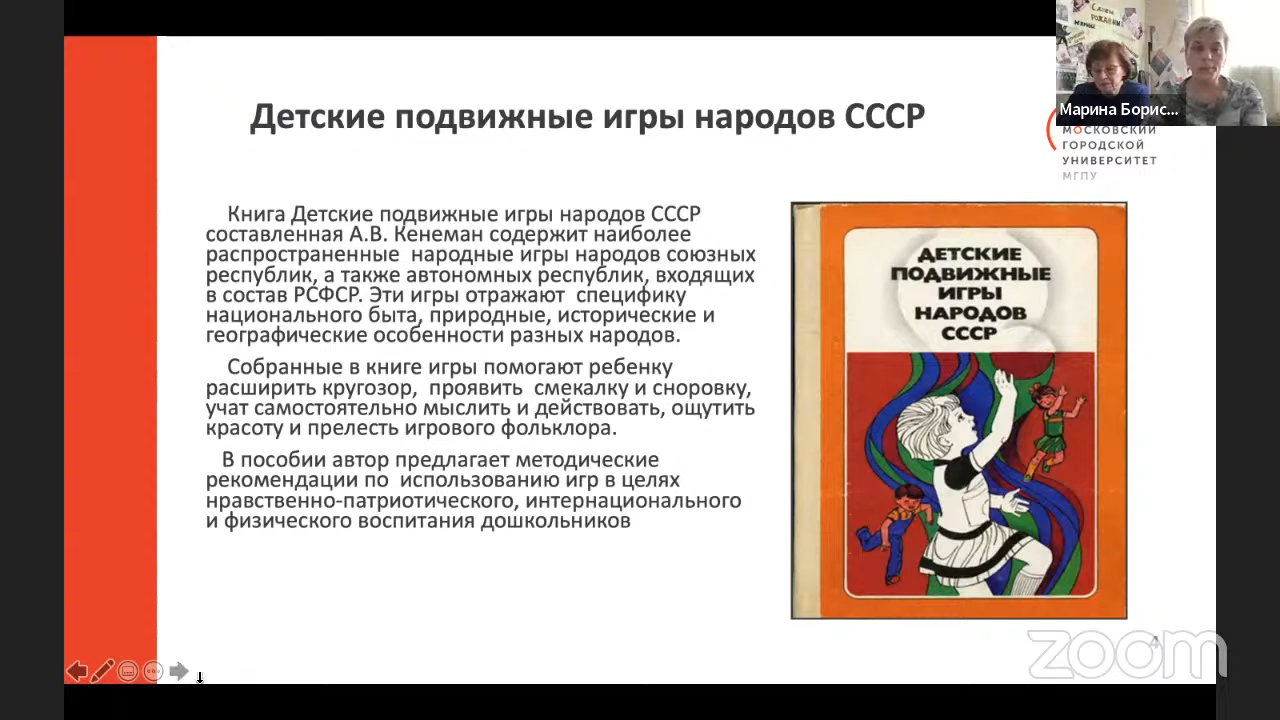 Детские подвижные игры народов СССР
Марина Борис...
МОСКОВСКИЙ
ГОРОДСКОЙ
УНИВЕРСИТЕТ
МГПУ
Книга Детские подвижные игры народов СССР
составленная А.В. Кенеман содержит наиболее
распространенные народные игры народов союзных
республик, а также автономных республик, входящих
в состав РСФСР. Эти игры отражают специфику
национального быта, природные, исторические и
географические особенности разных народов.
Собранные в книге игры помогают ребенку
расширить кругозор, проявить смекалку и сноровку,
учат самостоятельно мыслить и действовать, ощутить
красоту и прелесть игрового фольклора.
В пособии автор предлагает методические
рекомендации по использованию игр в целях
нравственно-патриотического, интернационального
и физического воспитания дошкольников
ДЕТСКИЕ
ПОДВИЖНЫЕ
ИГРЫ
НАРОДОВ
СССР
4
zoom